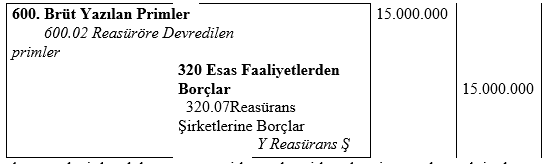 600. Brüt Yazılan Primler 15.000.000
600.02 Reasüröre Devredilen
primler
320 Esas Faaliyetlerden
Borçlar 15.000.000
320.07Reasürans
Şirketlerine Borçlar
Y Reasürans Ş